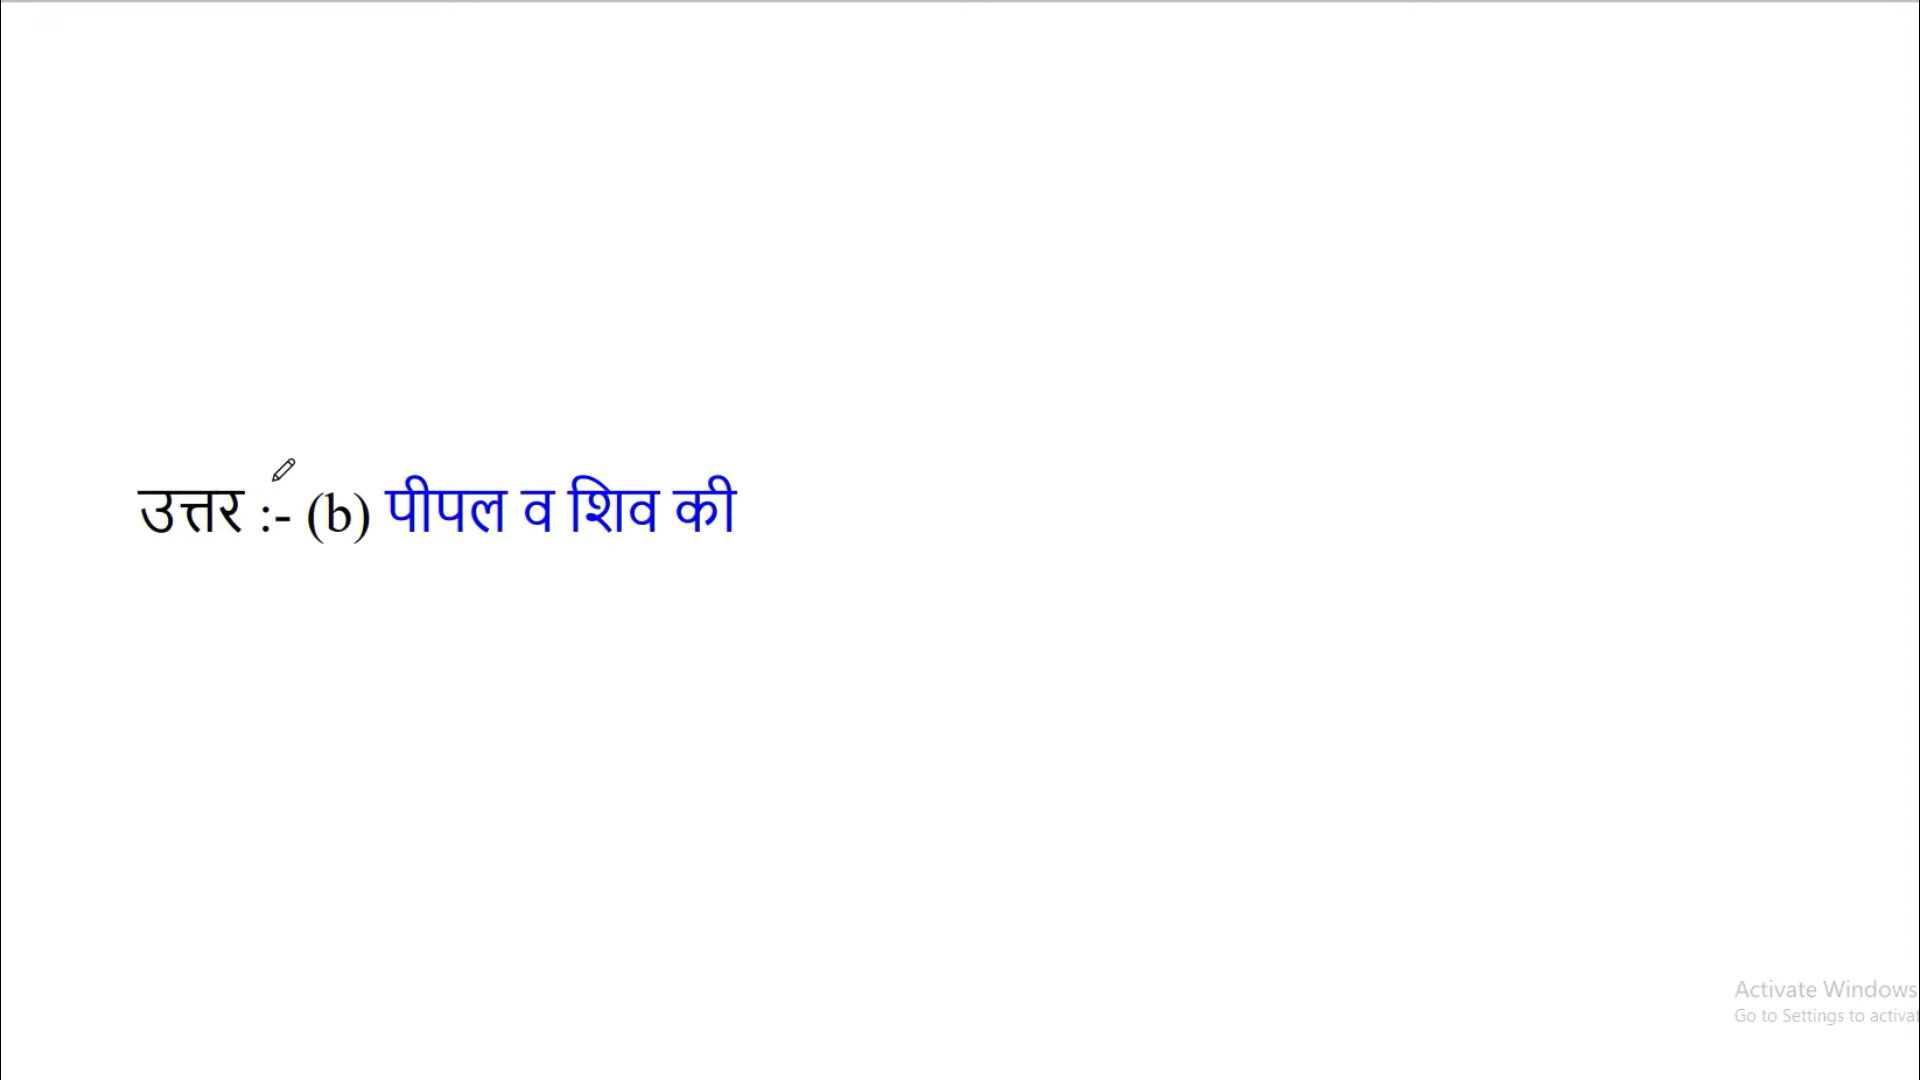 उत्तर :- (b) पीपल व शिव की
Activate Windows
Go to Settings to activat